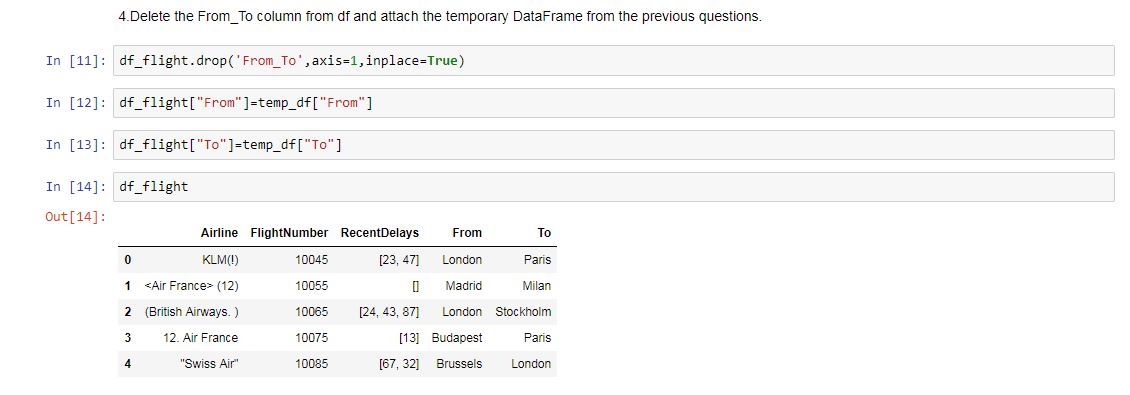 4.Delete the From_To column from df and attach the temporary DataFrame from the previous questions.
In [11]: df_flight.drop('From_To',axis=1,inplace=True)
In [12]: df_flight["From"]=temp_df["From"]
In [13]: df_flight["To"]=temp_df["To"]
In [14]: df_flight
Out[14]:
Airline FlightNumber RecentDelays From To
0 KLM(!) 10045 [23, 47] London Paris
1 <Air France> (12) 10055 [] Madrid Milan
2 (British Airways. ) 10065 [24, 43, 87] London Stockholm
3 12. Air France 10075 [13] Budapest Paris
4 "Swiss Air" 10085 [67, 32] Brussels London